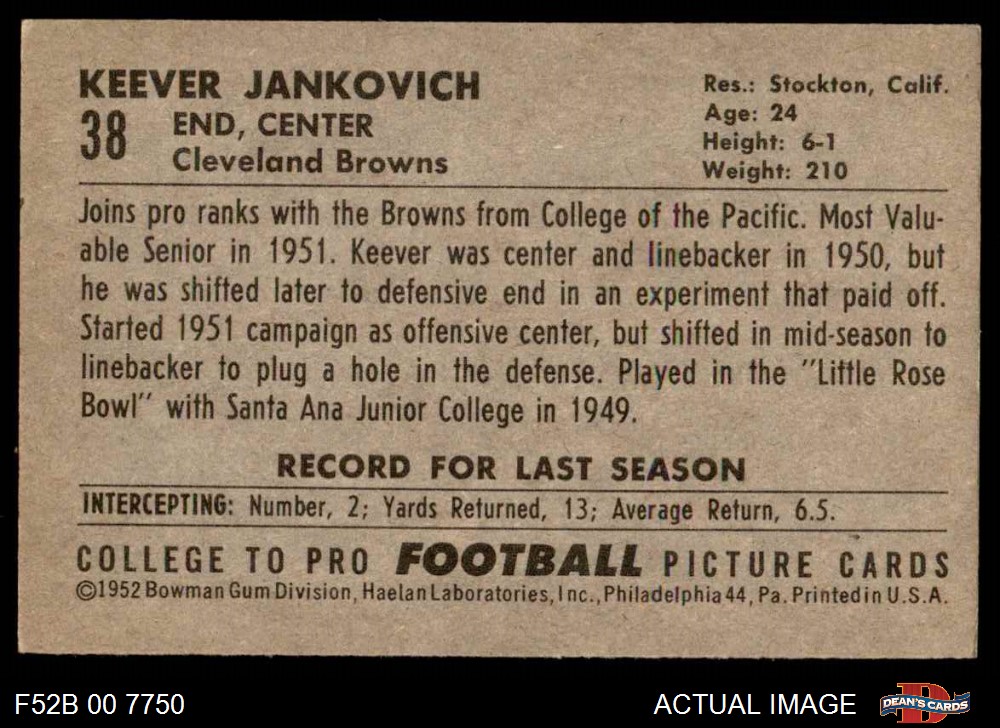 KEEVER JANKOVICH
38 END, CENTER
Cleveland Browns
Res.: Stockton, Calif.
Age: 24
Height: 6-1
Weight: 210
Joins pro ranks with the Browns from College of the Pacific. Most Valu-
able Senior in 1951. Keever was center and linebacker in 1950, but
he was shifted later to defensive end in an experiment that paid off.
Started 1951 campaign as offensive center, but shifted in mid-season to
linebacker to plug a hole in the defense. Played in the "Little Rose
Bowl" with Santa Ana Junior College in 1949.
RECORD FOR LAST SEASON
INTERCEPTING: Number, 2; Yards Returned, 13; Average Return, 6.5.
COLLEGE TO PRO FOOTBALL PICTURE CARDS
©1952 Bowman Gum Division, Haelan Laboratories, Inc., Philadelphia 44, Pa. Printed in U.S.A.
F52B 00 7750
ACTUAL IMAGE
D
DEAN'S CARDS